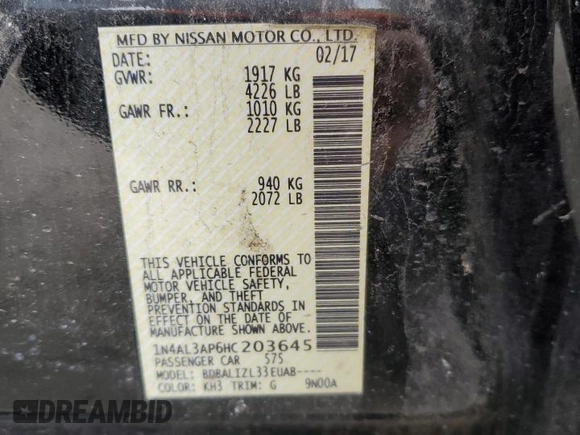 MFD BY NISSAN MOTOR CO., LTD.
DATE: 02/17
GVWR: 1917 KG
4226 LB
GAWR FR.: 1010 KG
2227 LB
GAWR RR.: 940 KG
2072 LB
THIS VEHICLE CONFORMS TO
ALL APPLICABLE FEDERAL
MOTOR VEHICLE SAFETY,
BUMPER, AND THEFT
PREVENTION STANDARDS IN
EFFECT ON THE DATE OF
MANUFACTURE SHOWN ABOVE.
1N4AL3AP6HC203645
PASSENGER CAR 575
MODEL: BDBALIZL33EUAB----
COLOR: KH3 TRIM: G 9N00A
DREAMBID